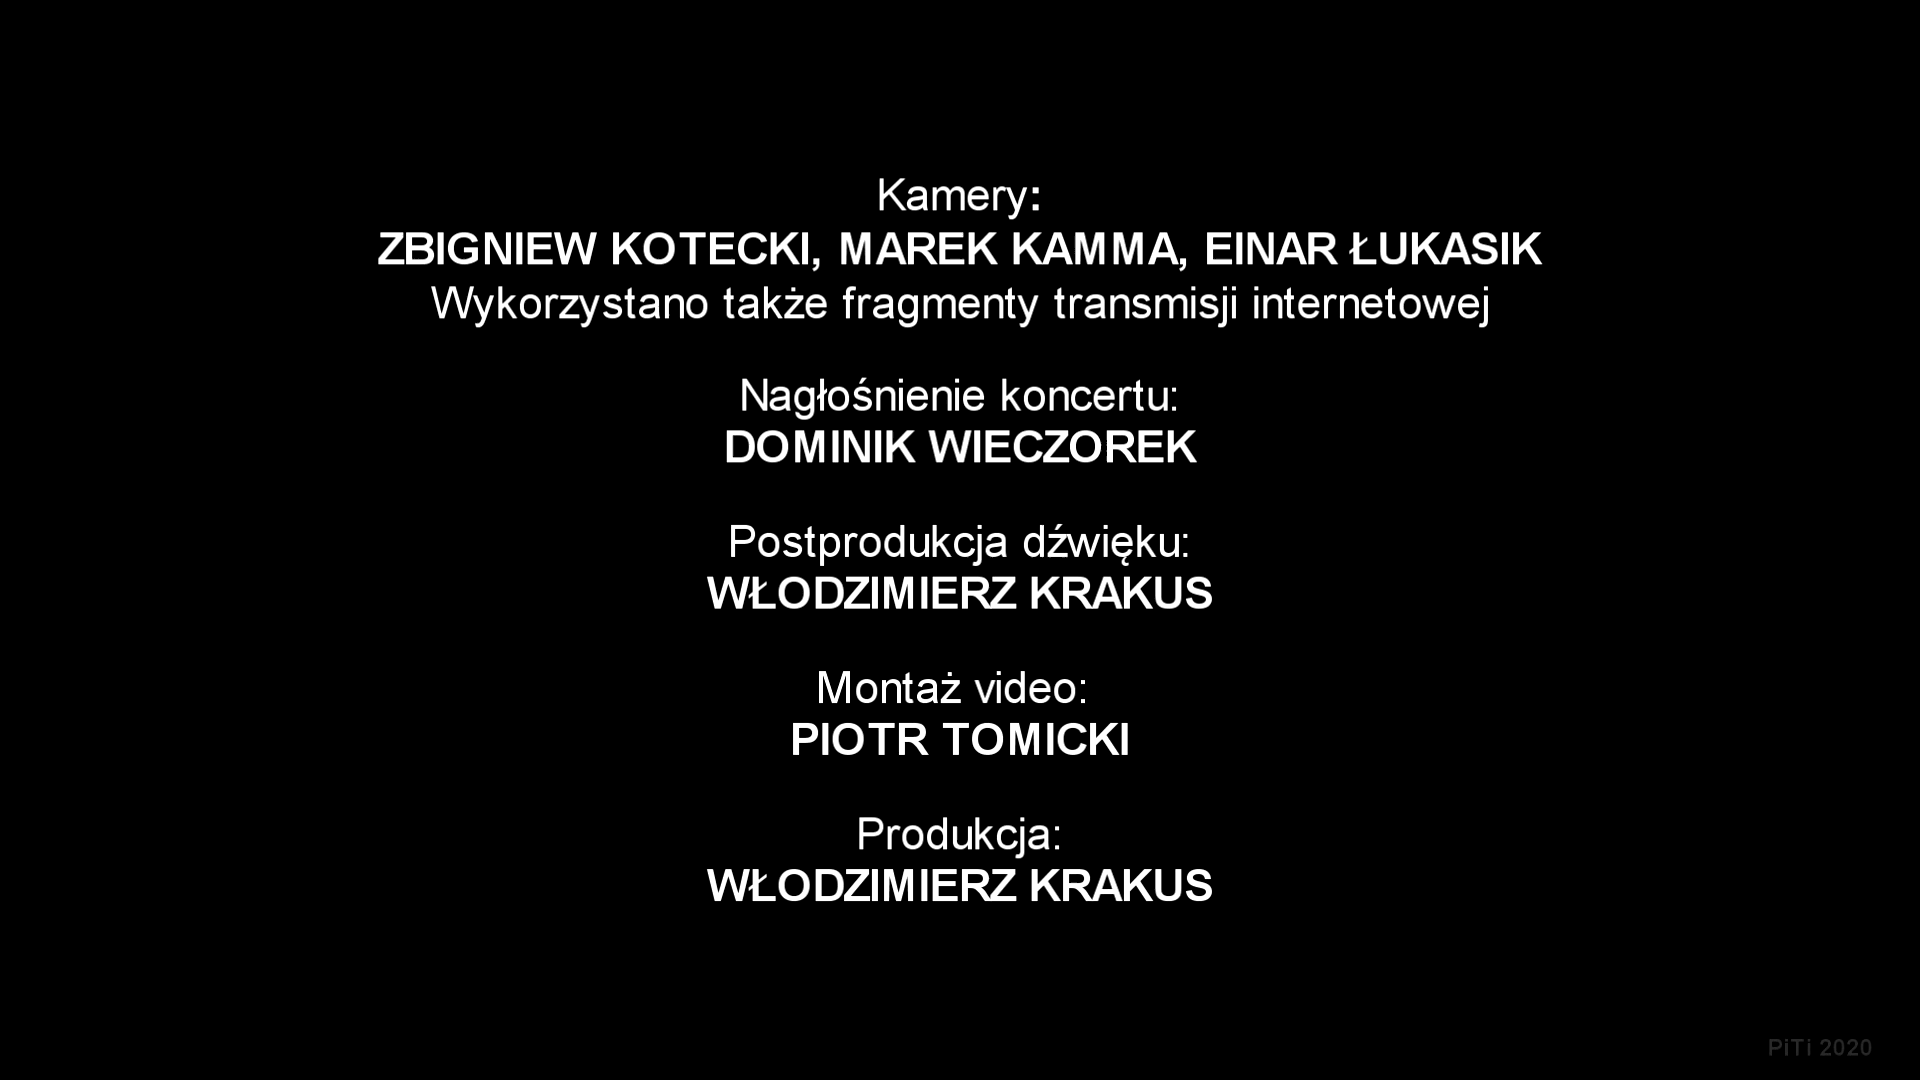 Kamery:
ZBIGNIEW KOTECKI, MAREK KAMMA, EINAR ŁUKASIK
Wykorzystano także fragmenty transmisji internetowej
Nagłośnienie koncertu:
DOMINIK WIECZOREK
Postprodukcja dźwięku:
WŁODZIMIERZ KRAKUS
Montaż video:
PIOTR TOMICKI
Produkcja:
WŁODZIMIERZ KRAKUS
PiTi 2020